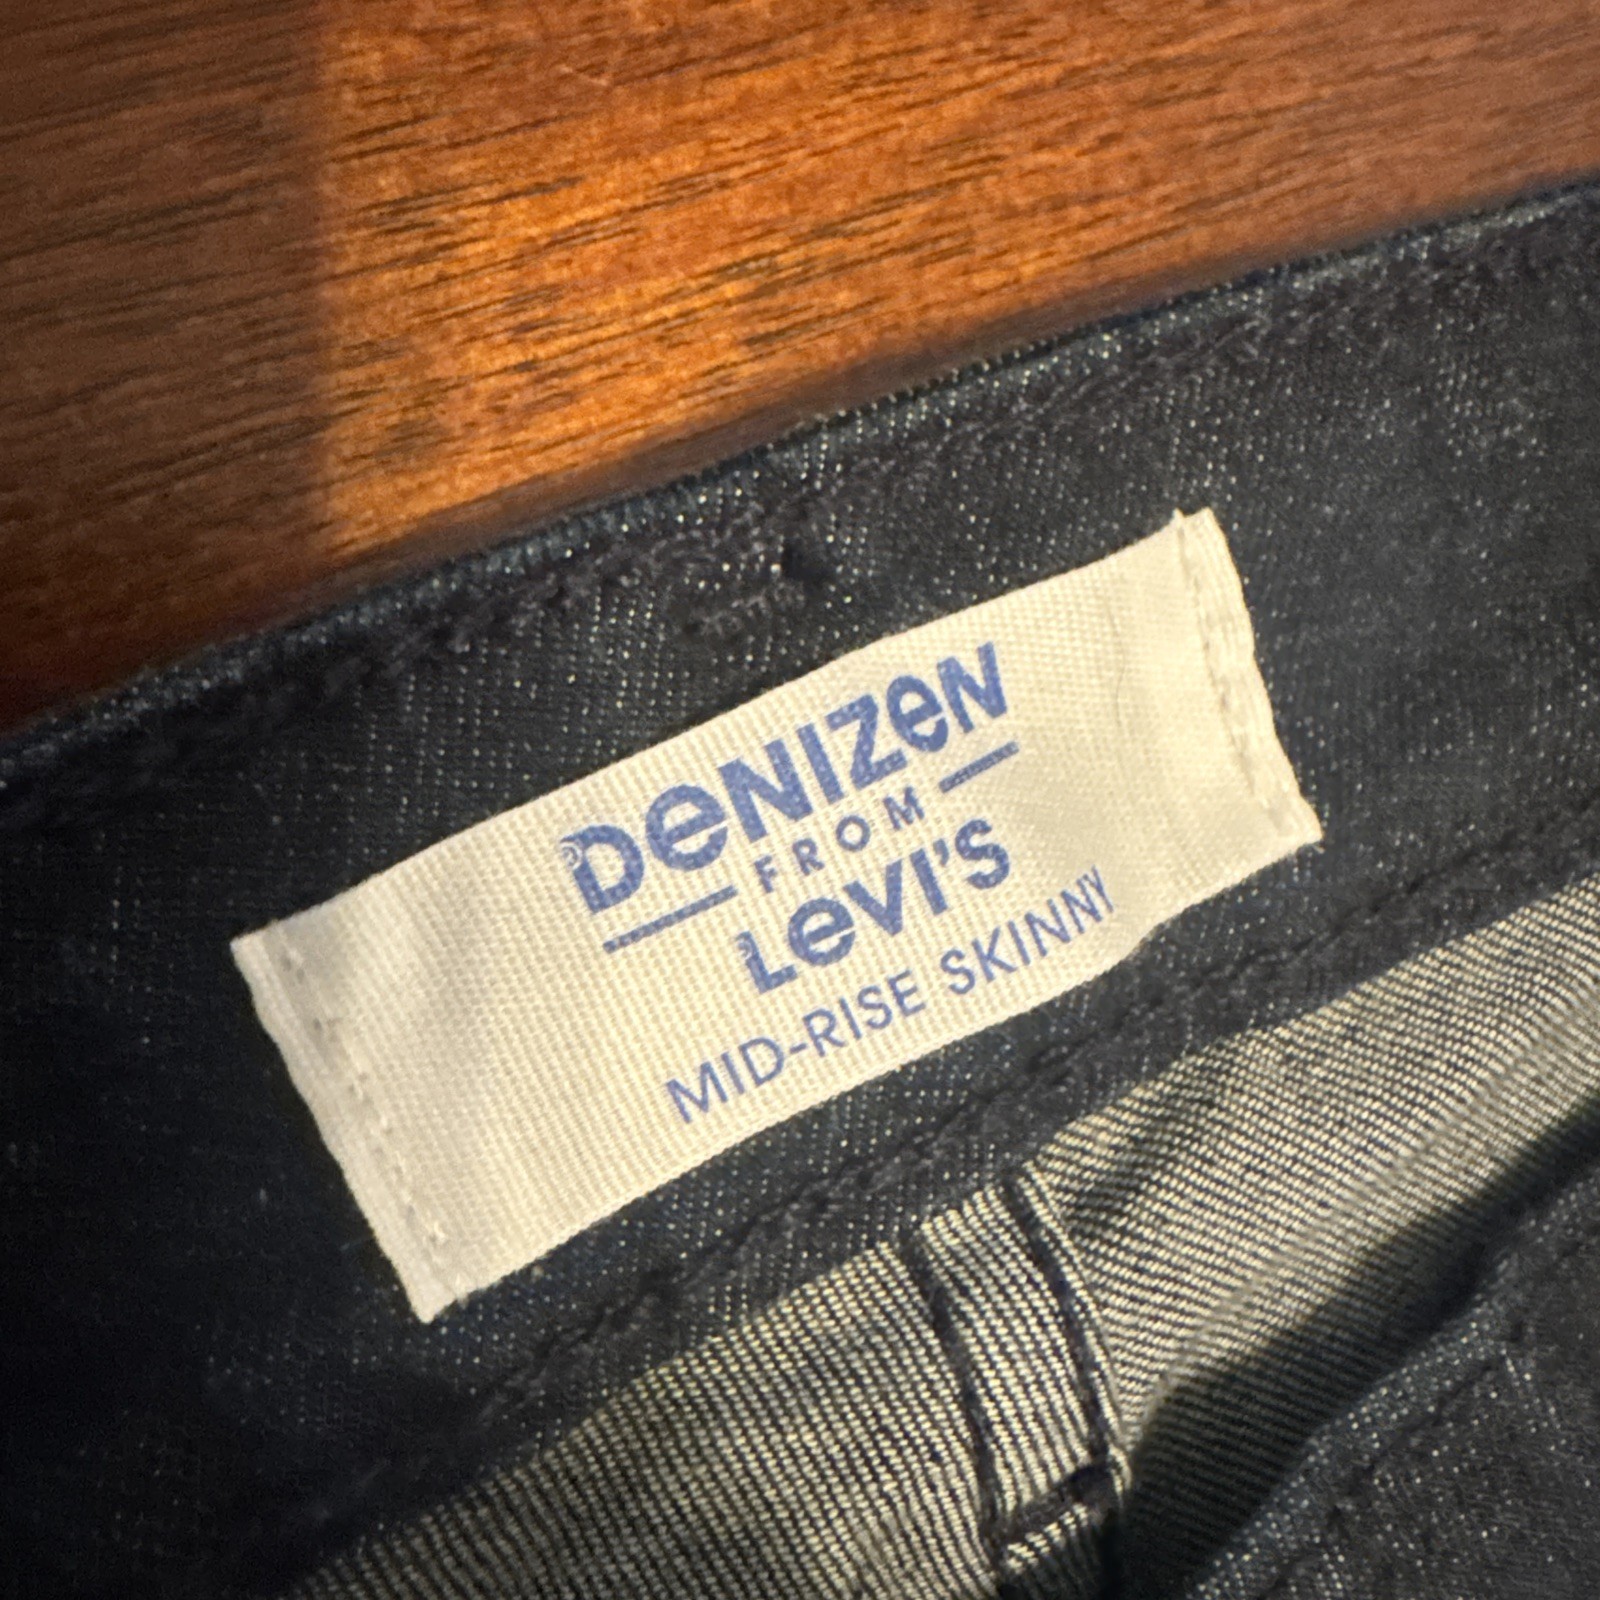 DeNIZeN
FROM
Levi's
MID-RISE SKINNY